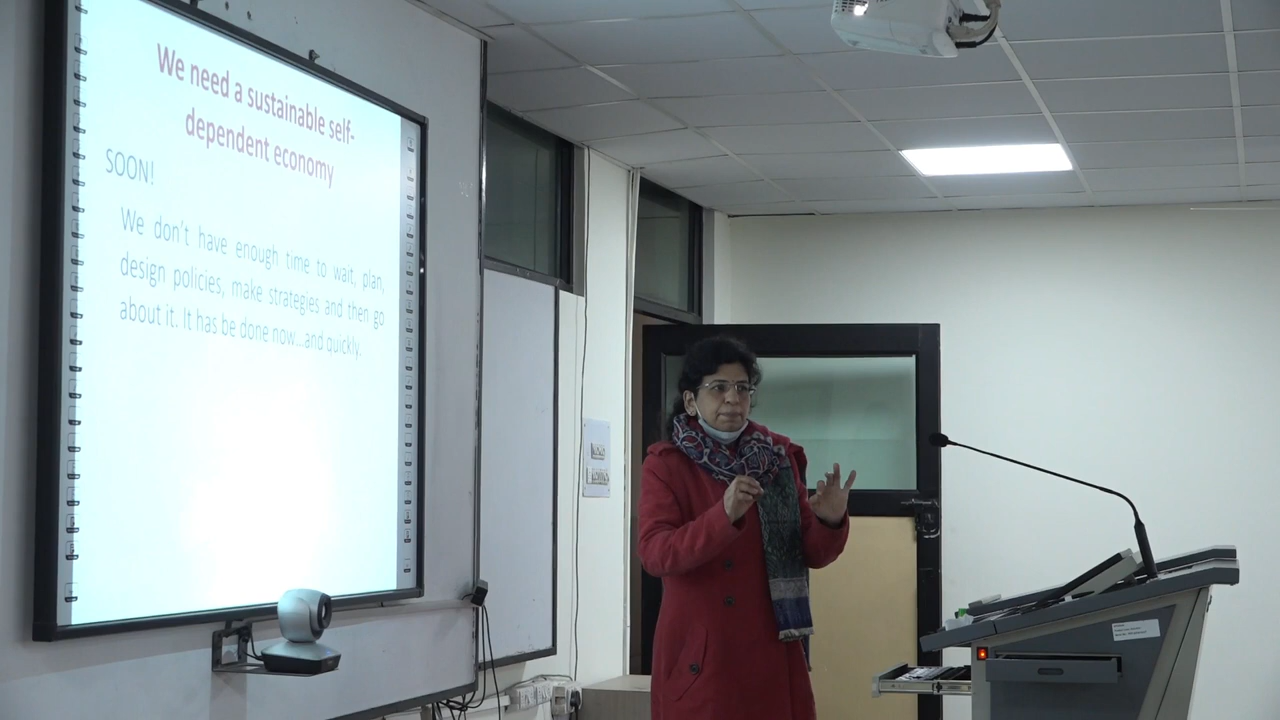 We need a sustainable self-
dependent economy
SOON!
We don't have enough time to wait, plan,
design policies, make strategies and then go
about it. It has be done now...and quickly.